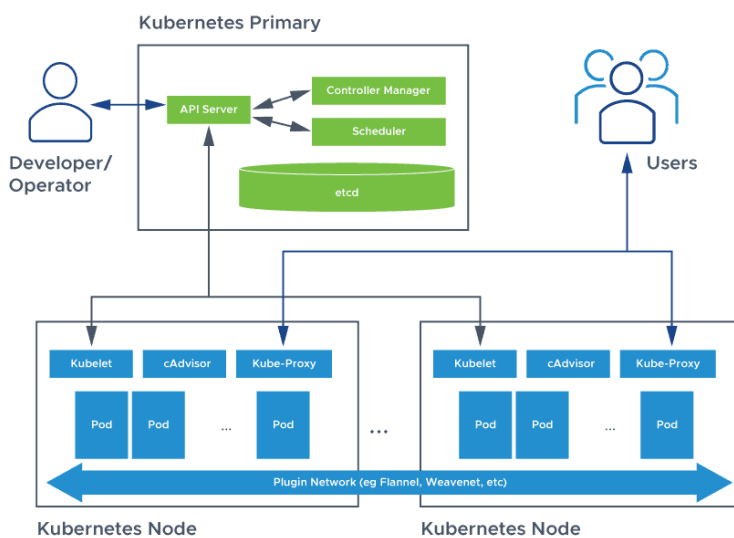 Kubernetes Primary
API Server
Controller Manager
Scheduler
etcd
Developer/
Operator
Users
Kubelet
cAdvisor
Kube-Proxy
Pod
Pod
...
Pod
...
Kubelet
cAdvisor
Kube-Proxy
Pod
Pod
...
Pod
Plugin Network (eg Flannel, Weavenet, etc)
Kubernetes Node
Kubernetes Node